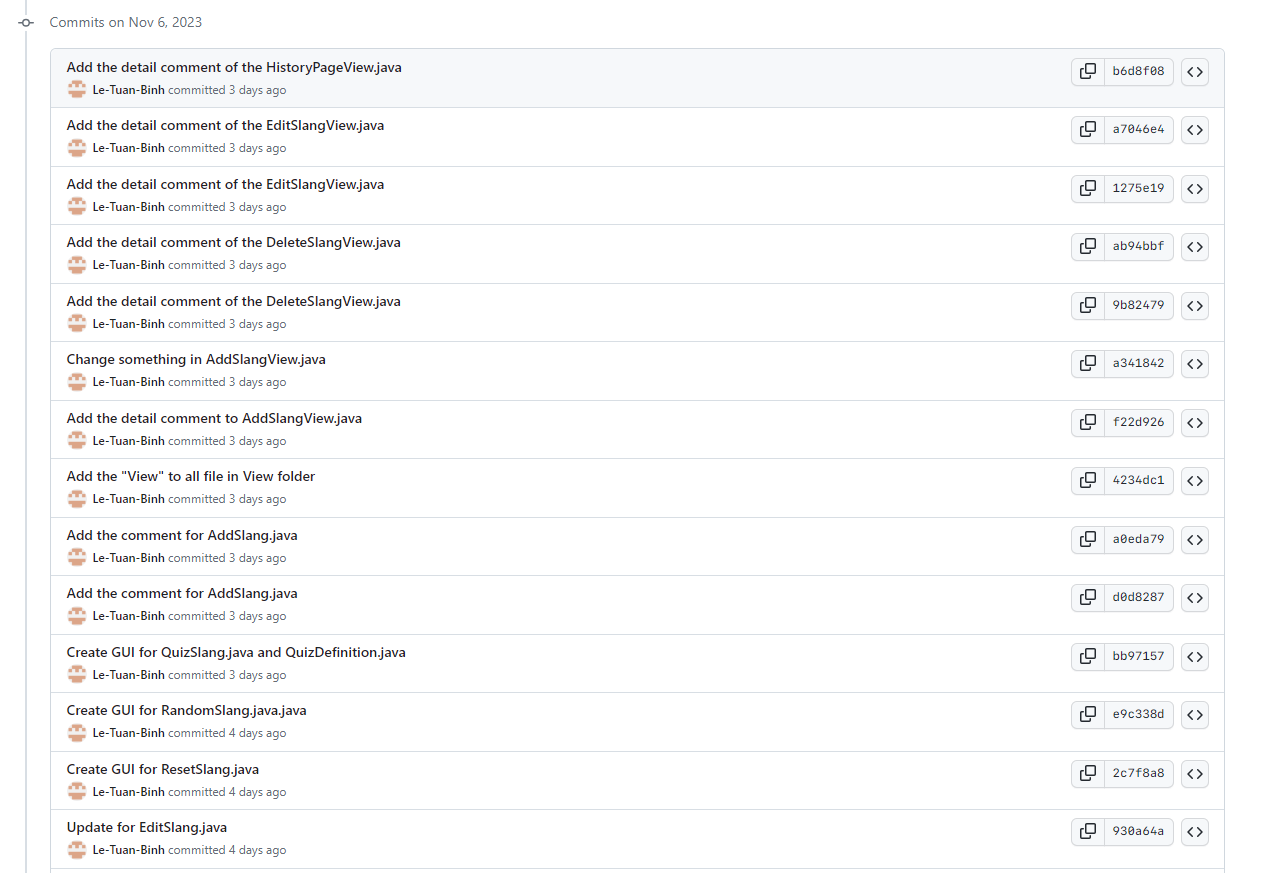 Commits on Nov 6, 2023
Add the detail comment of the HistoryPageView.java
b6d8f08
Le-Tuan-Binh committed 3 days ago
Add the detail comment of the EditSlangView.java
a7046e4
Le-Tuan-Binh committed 3 days ago
Add the detail comment of the EditSlangView.java
1275e19
Le-Tuan-Binh committed 3 days ago
Add the detail comment of the DeleteSlangView.java
ab94bbf
Le-Tuan-Binh committed 3 days ago
Add the detail comment of the DeleteSlangView.java
9b82479
Le-Tuan-Binh committed 3 days ago
Change something in AddSlangView.java
a341842
Le-Tuan-Binh committed 3 days ago
Add the detail comment to AddSlangView.java
f22d926
Le-Tuan-Binh committed 3 days ago
Add the "View" to all file in View folder
4234dc1
Le-Tuan-Binh committed 3 days ago
Add the comment for AddSlang.java
a0eda79
Le-Tuan-Binh committed 3 days ago
Add the comment for AddSlang.java
d0d8287
Le-Tuan-Binh committed 3 days ago
Create GUI for QuizSlang.java and QuizDefinition.java
bb97157
Le-Tuan-Binh committed 3 days ago
Create GUI for RandomSlang.java.java
e9c338d
Le-Tuan-Binh committed 4 days ago
Create GUI for ResetSlang.java
2c7f8a8
Le-Tuan-Binh committed 4 days ago
Update for EditSlang.java
930a64a
Le-Tuan-Binh committed 4 days ago